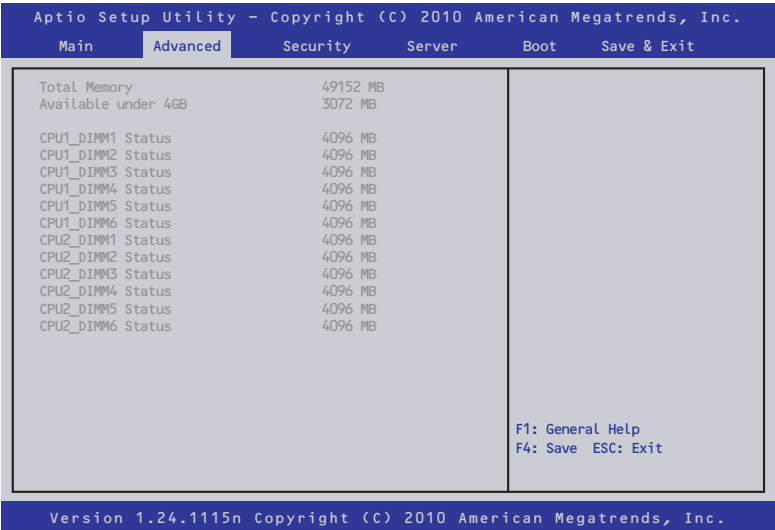 Aptio Setup Utility – Copyright (C) 2010 American Megatrends, Inc.
Main Advanced Security Server Boot Save & Exit
Total Memory 49152 MB
Available under 4GB 3072 MB
CPU1_DIMM1 Status 4096 MB
CPU1_DIMM2 Status 4096 MB
CPU1_DIMM3 Status 4096 MB
CPU1_DIMM4 Status 4096 MB
CPU1_DIMM5 Status 4096 MB
CPU1_DIMM6 Status 4096 MB
CPU2_DIMM1 Status 4096 MB
CPU2_DIMM2 Status 4096 MB
CPU2_DIMM3 Status 4096 MB
CPU2_DIMM4 Status 4096 MB
CPU2_DIMM5 Status 4096 MB
CPU2_DIMM6 Status 4096 MB
F1: General Help
F4: Save ESC: Exit
Version 1.24.1115n Copyright (C) 2010 American Megatrends, Inc.